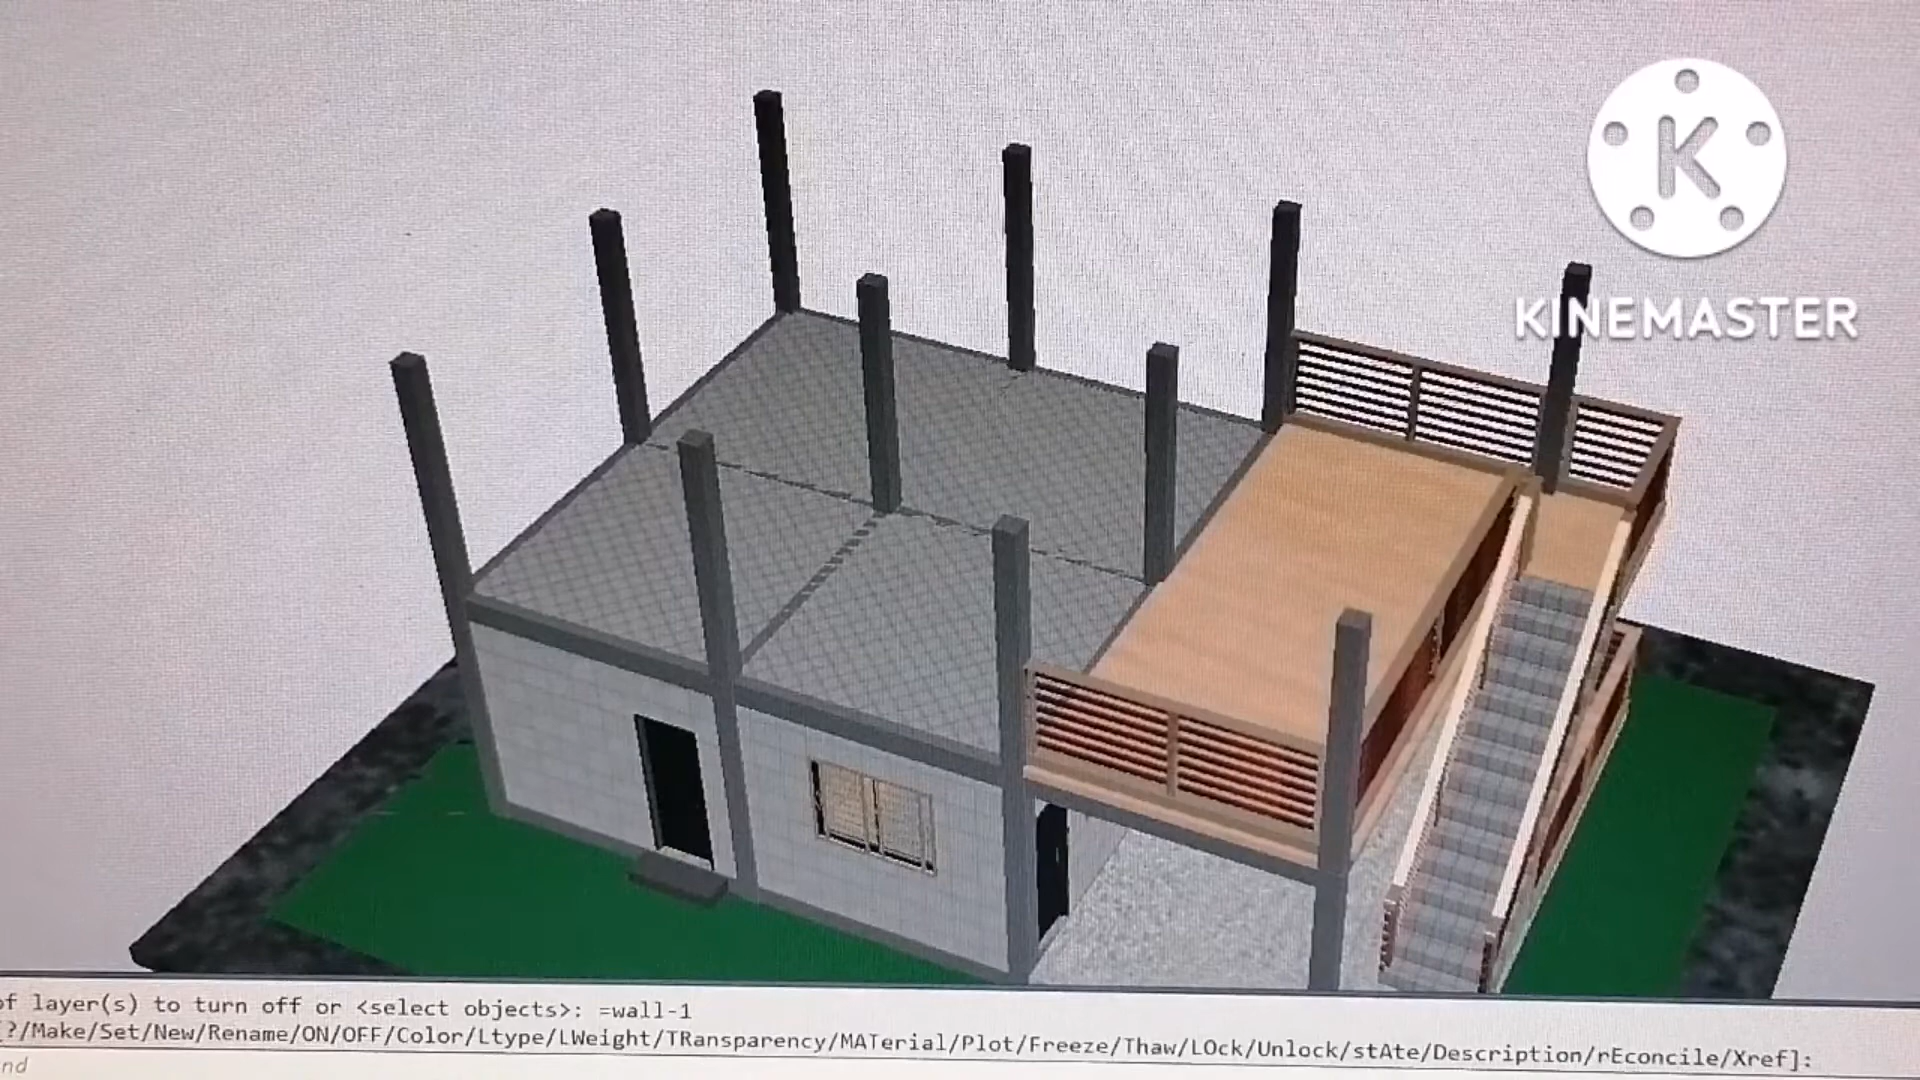 K
KINEMASTER
of layer(s) to turn off or <select objects>: =wall-1
?/Make/Set/New/Rename/ON/OFF/Color/Ltype/LWeight/TRansparency/MATerial/Plot/Freeze/Thaw/LOck/Unlock/stAte/Description/rEconcile/Xref]:
nd